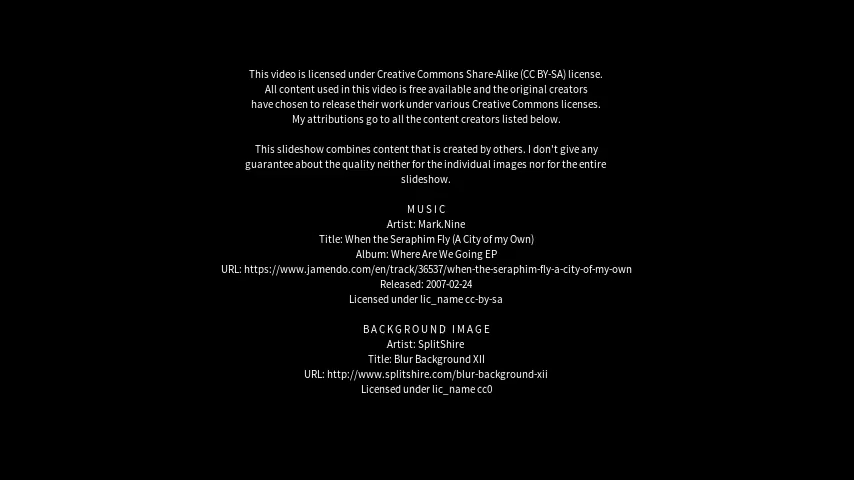 This video is licensed under Creative Commons Share-Alike (CC BY-SA) license.
All content used in this video is free available and the original creators
have chosen to release their work under various Creative Commons licenses.
My attributions go to all the content creators listed below.
This slideshow combines content that is created by others. I don't give any
guarantee about the quality neither for the individual images nor for the entire
slideshow.
MUSIC
Artist: Mark.Nine
Title: When the Seraphim Fly (A City of my Own)
Album: Where Are We Going EP
URL: https://www.jamendo.com/en/track/36537/when-the-seraphim-fly-a-city-of-my-own
Released: 2007-02-24
Licensed under lic_name cc-by-sa
BACKGROUND IMAGE
Artist: SplitShire
Title: Blur Background XII
URL: http://www.splitshire.com/blur-background-xii
Licensed under lic_name cc0